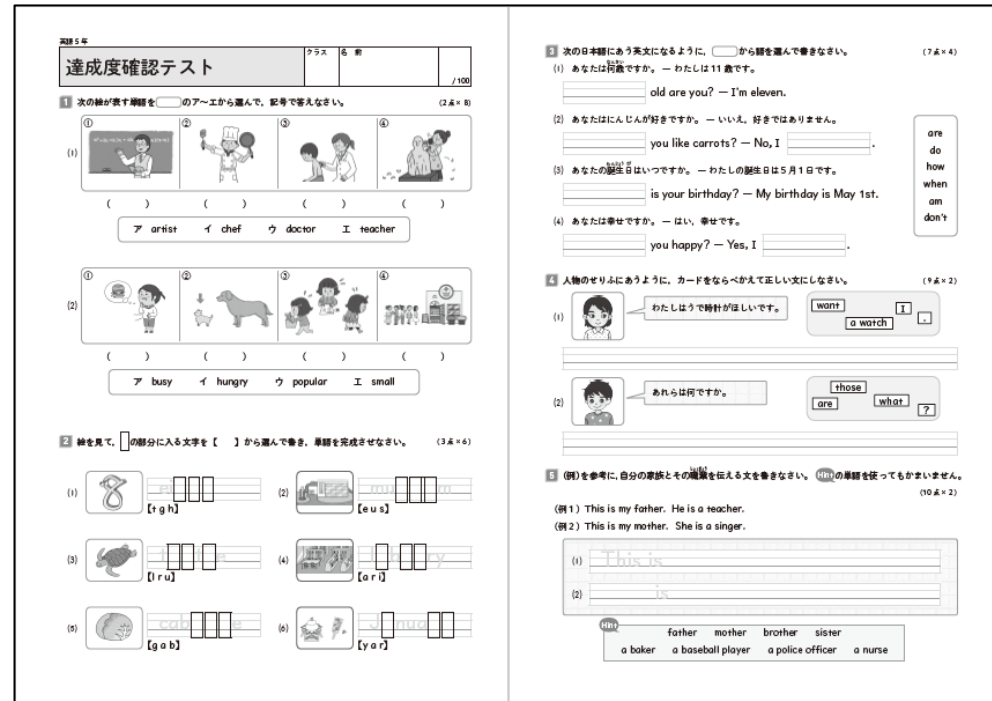 英語5年
達成度確認テスト
クラス 名前
/100
1 次の絵が表す単語を のア〜エから選んで，記号で答えなさい。 (2点×8)
(1) ① ② ③ ④
( ) ( ) ( ) ( )
ア artist イ chef ウ doctor エ teacher
(2) ① ② ③ ④
( ) ( ) ( ) ( )
ア busy イ hungry ウ popular エ small
2 絵を見て， の部分に入る文字を【 】から選んで書き，単語を完成させなさい。 (3点×6)
(1) ei
【t g h】
(2) mu m
【e u s】
(3) t e
【l r u】
(4) l ry
【a r i】
(5) cab e
【g a b】
(6) J nua
【y a r】
3 次の日本語にあう英文になるように， から語を選んで書きなさい。 (7点×4)
(1) あなたは何歳ですか。 ― わたしは11歳です。
old are you? ― I'm eleven.
(2) あなたはにんじんが好きですか。 ― いいえ，好きではありません。
you like carrots? ― No, I .
(3) あなたの誕生日はいつですか。 ― わたしの誕生日は5月1日です。
is your birthday? ― My birthday is May 1st.
(4) あなたは幸せですか。 ― はい，幸せです。
you happy? ― Yes, I .
are
do
how
when
am
don't
4 人物のせりふにあうように，カードをならべかえて正しい文にしなさい。 (9点×2)
(1) わたしはうで時計がほしいです。
want I
a watch .
(2) あれらは何ですか。
those
are what ?
5 (例)を参考に，自分の家族とその職業を伝える文を書きなさい。 Hintの単語を使ってもかまいません。
(10点×2)
(例1) This is my father. He is a teacher.
(例2) This is my mother. She is a singer.
(1) This is
(2) is
Hint
father mother brother sister
a baker a baseball player a police officer a nurse